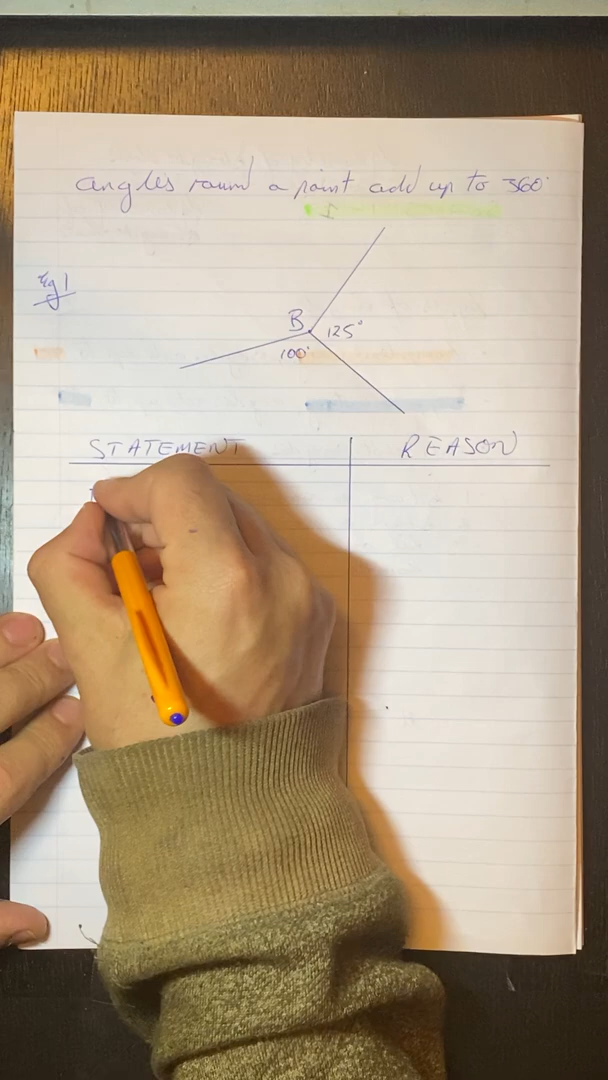 angles round a point add up to 360°
Eg 1
B 125°
100°
STATEMENT REASON